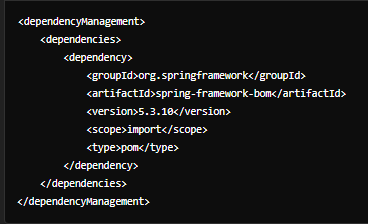 <dependencyManagement>
    <dependencies>
        <dependency>
            <groupId>org.springframework</groupId>
            <artifactId>spring-framework-bom</artifactId>
            <version>5.3.10</version>
            <scope>import</scope>
            <type>pom</type>
        </dependency>
    </dependencies>
</dependencyManagement>